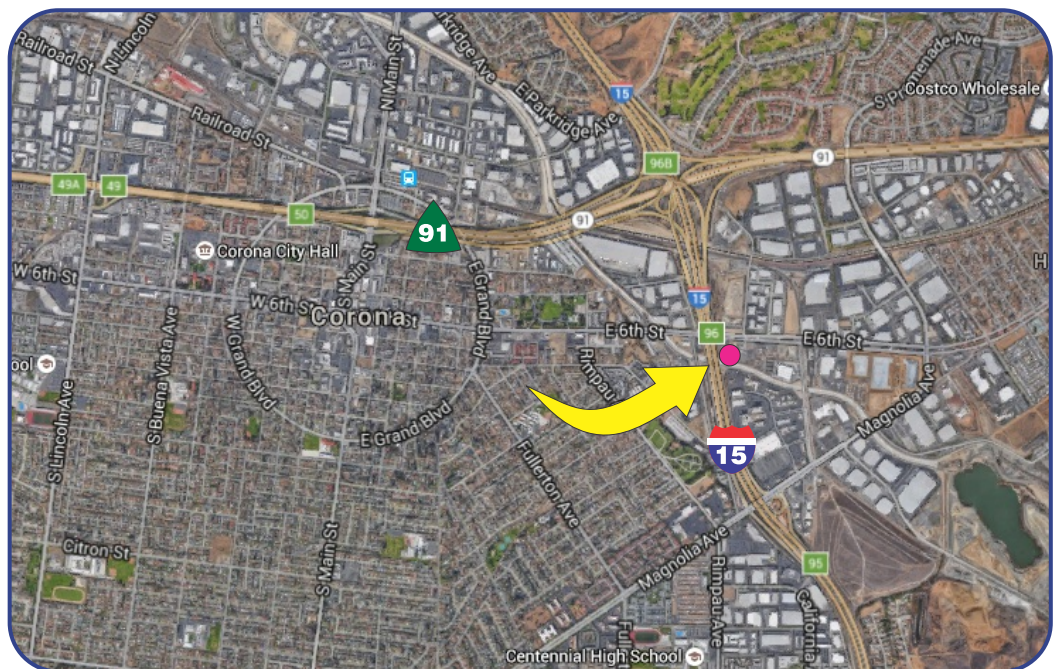 Railroad St
N Lincoln
N Main St
Parkridge Ave
15
E Parkridge Ave
S Promenade Ave
Costco Wholesale
Railroad St
96B
91
49A
49
50
91
91
Corona City Hall
W 6th St
S Main St
E Grand Blvd
15
H
W 6th St
Corona
E 6th St
96
E 6th St
ool
S Buena Vista Ave
W Grand Blvd
Rimpau
Magnolia Ave
S Lincoln Ave
E Grand Blvd
15
Fullerton Ave
Citron St
S Main St
Magnolia Ave
95
Rimpau Ave
California
Full
Centennial High School